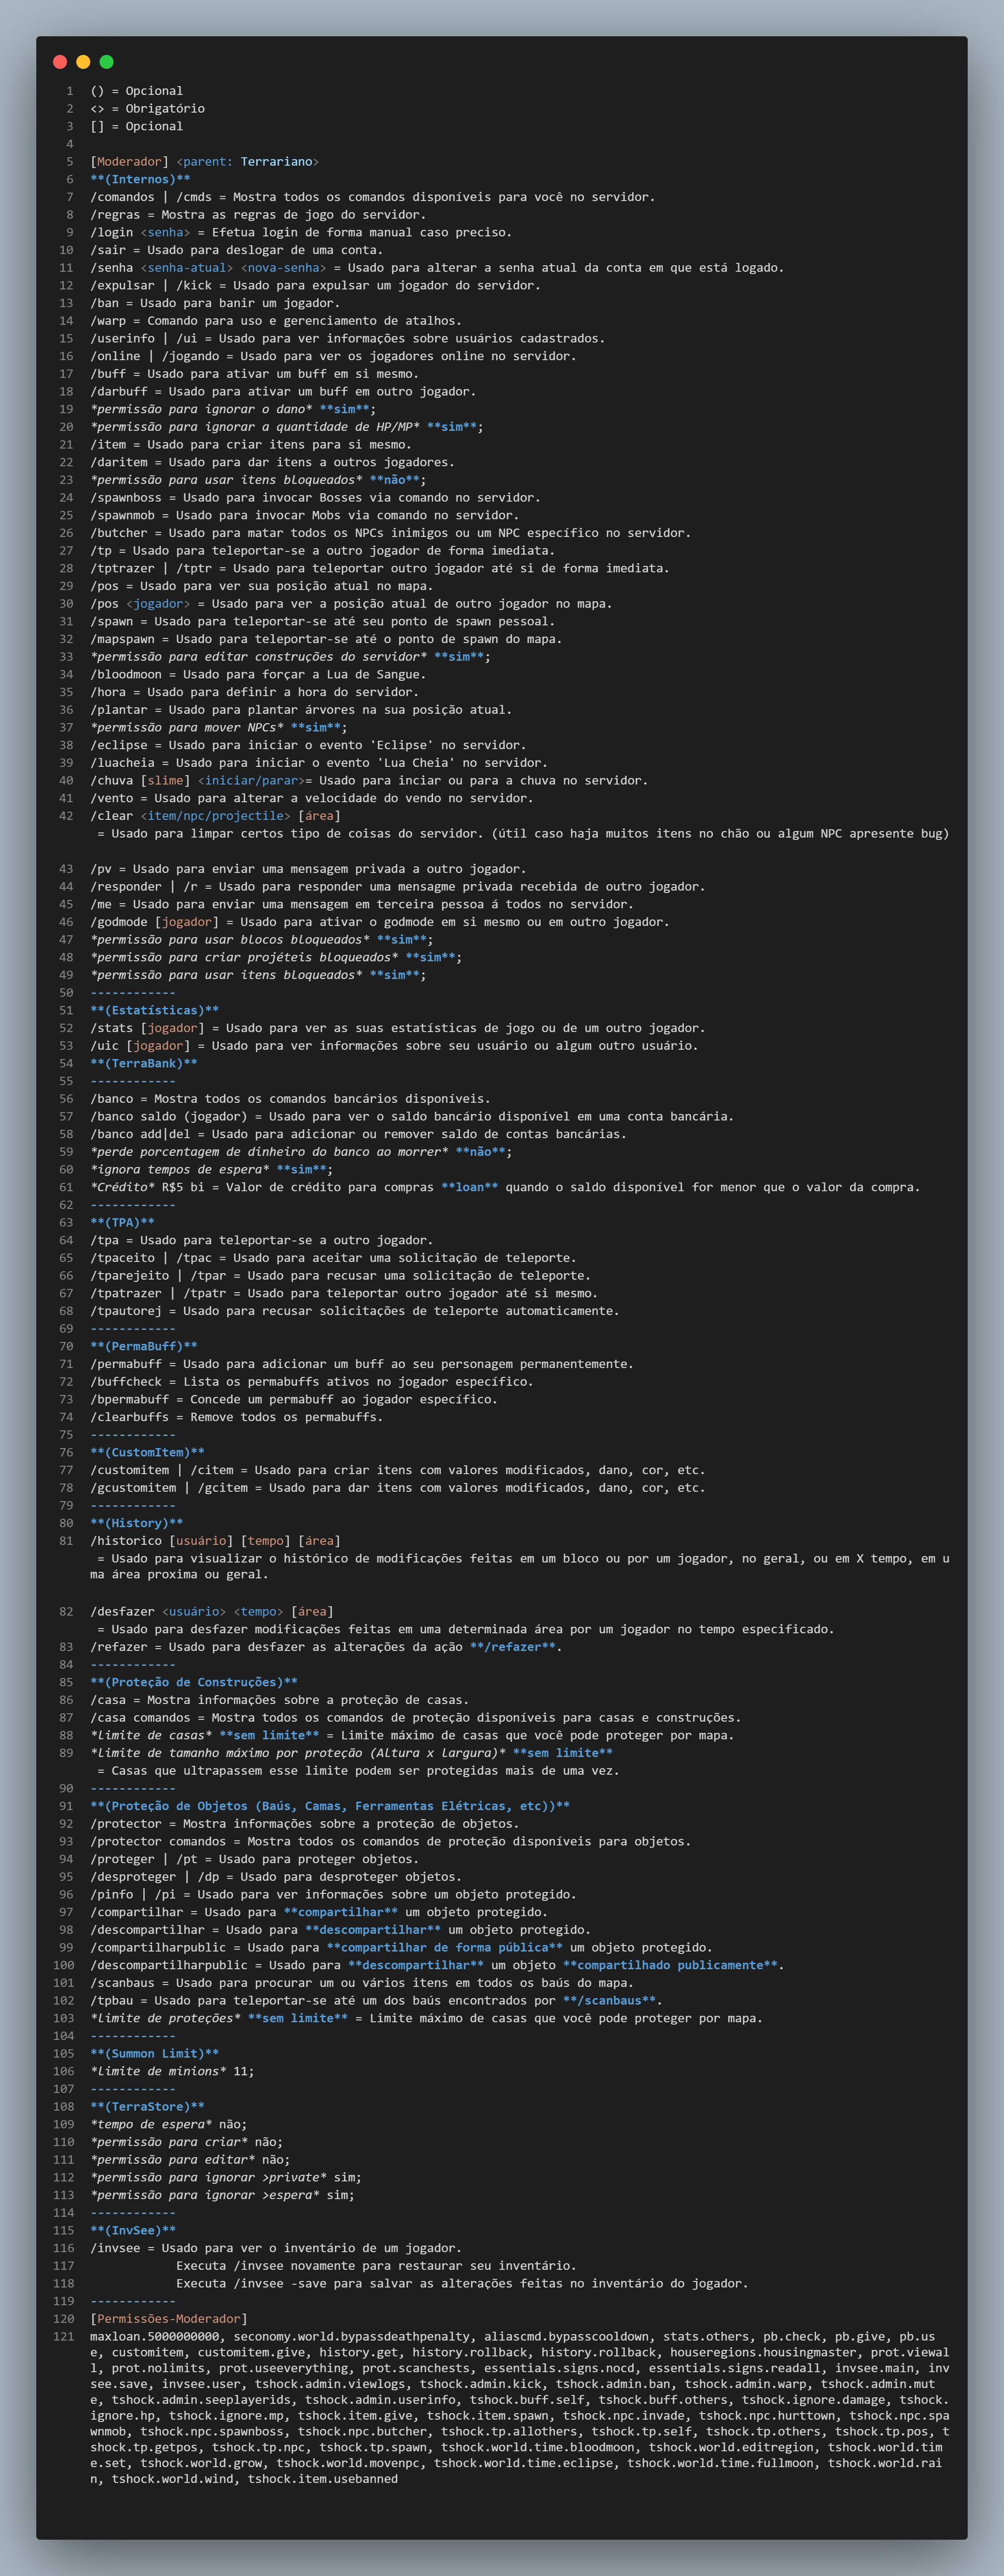 1 () = Opcional
2 <> = Obrigatório
3 [] = Opcional
4
5 [Moderador] <parent: Terrariano>
6 **(Internos)**
7 /comandos | /cmds = Mostra todos os comandos disponíveis para você no servidor.
8 /regras = Mostra as regras de jogo do servidor.
9 /login <senha> = Efetua login de forma manual caso preciso.
10 /sair = Usado para deslogar de uma conta.
11 /senha <senha-atual> <nova-senha> = Usado para alterar a senha atual da conta em que está logado.
12 /expulsar | /kick = Usado para expulsar um jogador do servidor.
13 /ban = Usado para banir um jogador.
14 /warp = Comando para uso e gerenciamento de atalhos.
15 /userinfo | /ui = Usado para ver informações sobre usuários cadastrados.
16 /online | /jogando = Usado para ver os jogadores online no servidor.
17 /buff = Usado para ativar um buff em si mesmo.
18 /darbuff = Usado para ativar um buff em outro jogador.
19 *permissão para ignorar o dano* **sim**;
20 *permissão para ignorar a quantidade de HP/MP* **sim**;
21 /item = Usado para criar itens para si mesmo.
22 /daritem = Usado para dar itens a outros jogadores.
23 *permissão para usar itens bloqueados* **não**;
24 /spawnboss = Usado para invocar Bosses via comando no servidor.
25 /spawnmob = Usado para invocar Mobs via comando no servidor.
26 /butcher = Usado para matar todos os NPCs inimigos ou um NPC específico no servidor.
27 /tp = Usado para teleportar-se a outro jogador de forma imediata.
28 /tptrazer | /tptr = Usado para teleportar outro jogador até si de forma imediata.
29 /pos = Usado para ver sua posição atual no mapa.
30 /pos <jogador> = Usado para ver a posição atual de outro jogador no mapa.
31 /spawn = Usado para teleportar-se até seu ponto de spawn pessoal.
32 /mapspawn = Usado para teleportar-se até o ponto de spawn do mapa.
33 *permissão para editar construções do servidor* **sim**;
34 /bloodmoon = Usado para forçar a Lua de Sangue.
35 /hora = Usado para definir a hora do servidor.
36 /plantar = Usado para plantar árvores na sua posição atual.
37 *permissão para mover NPCs* **sim**;
38 /eclipse = Usado para iniciar o evento 'Eclipse' no servidor.
39 /luacheia = Usado para iniciar o evento 'Lua Cheia' no servidor.
40 /chuva [slime] <iniciar/parar>= Usado para inciar ou para a chuva no servidor.
41 /vento = Usado para alterar a velocidade do vendo no servidor.
42 /clear <item/npc/projectile> [área]
= Usado para limpar certos tipo de coisas do servidor. (útil caso haja muitos itens no chão ou algum NPC apresente bug)
43 /pv = Usado para enviar uma mensagem privada a outro jogador.
44 /responder | /r = Usado para responder uma mensagme privada recebida de outro jogador.
45 /me = Usado para enviar uma mensagem em terceira pessoa á todos no servidor.
46 /godmode [jogador] = Usado para ativar o godmode em si mesmo ou em outro jogador.
47 *permissão para usar blocos bloqueados* **sim**;
48 *permissão para criar projéteis bloqueados* **sim**;
49 *permissão para usar itens bloqueados* **sim**;
50 ------------
51 **(Estatísticas)**
52 /stats [jogador] = Usado para ver as suas estatísticas de jogo ou de um outro jogador.
53 /uic [jogador] = Usado para ver informações sobre seu usuário ou algum outro usuário.
54 **(TerraBank)**
55 ------------
56 /banco = Mostra todos os comandos bancários disponíveis.
57 /banco saldo (jogador) = Usado para ver o saldo bancário disponível em uma conta bancária.
58 /banco add|del = Usado para adicionar ou remover saldo de contas bancárias.
59 *perde porcentagem de dinheiro do banco ao morrer* **não**;
60 *ignora tempos de espera* **sim**;
61 *Crédito* R$5 bi = Valor de crédito para compras **loan** quando o saldo disponível for menor que o valor da compra.
62 ------------
63 **(TPA)**
64 /tpa = Usado para teleportar-se a outro jogador.
65 /tpaceito | /tpac = Usado para aceitar uma solicitação de teleporte.
66 /tparejeito | /tpar = Usado para recusar uma solicitação de teleporte.
67 /tpatrazer | /tpatr = Usado para teleportar outro jogador até si mesmo.
68 /tpautorej = Usado para recusar solicitações de teleporte automaticamente.
69 ------------
70 **(PermaBuff)**
71 /permabuff = Usado para adicionar um buff ao seu personagem permanentemente.
72 /buffcheck = Lista os permabuffs ativos no jogador específico.
73 /bpermabuff = Concede um permabuff ao jogador específico.
74 /clearbuffs = Remove todos os permabuffs.
75 ------------
76 **(CustomItem)**
77 /customitem | /citem = Usado para criar itens com valores modificados, dano, cor, etc.
78 /gcustomitem | /gcitem = Usado para dar itens com valores modificados, dano, cor, etc.
79 ------------
80 **(History)**
81 /historico [usuário] [tempo] [área]
= Usado para visualizar o histórico de modificações feitas em um bloco ou por um jogador, no geral, ou em X tempo, em u
ma área proxima ou geral.
82 /desfazer <usuário> <tempo> [área]
= Usado para desfazer modificações feitas em uma determinada área por um jogador no tempo especificado.
83 /refazer = Usado para desfazer as alterações da ação **/refazer**.
84 ------------
85 **(Proteção de Construções)**
86 /casa = Mostra informações sobre a proteção de casas.
87 /casa comandos = Mostra todos os comandos de proteção disponíveis para casas e construções.
88 *limite de casas* **sem limite** = Limite máximo de casas que você pode proteger por mapa.
89 *limite de tamanho máximo por proteção (Altura x largura)* **sem limite**
= Casas que ultrapassem esse limite podem ser protegidas mais de uma vez.
90 ------------
91 **(Proteção de Objetos (Baús, Camas, Ferramentas Elétricas, etc))**
92 /protector = Mostra informações sobre a proteção de objetos.
93 /protector comandos = Mostra todos os comandos de proteção disponíveis para objetos.
94 /proteger | /pt = Usado para proteger objetos.
95 /desproteger | /dp = Usado para desproteger objetos.
96 /pinfo | /pi = Usado para ver informações sobre um objeto protegido.
97 /compartilhar = Usado para **compartilhar** um objeto protegido.
98 /descompartilhar = Usado para **descompartilhar** um objeto protegido.
99 /compartilharpublic = Usado para **compartilhar de forma pública** um objeto protegido.
100 /descompartilharpublic = Usado para **descompartilhar** um objeto **compartilhado publicamente**.
101 /scanbaus = Usado para procurar um ou vários itens em todos os baús do mapa.
102 /tpbau = Usado para teleportar-se até um dos baús encontrados por **/scanbaus**.
103 *limite de proteções* **sem limite** = Limite máximo de casas que você pode proteger por mapa.
104 ------------
105 **(Summon Limit)**
106 *limite de minions* 11;
107 ------------
108 **(TerraStore)**
109 *tempo de espera* não;
110 *permissão para criar* não;
111 *permissão para editar* não;
112 *permissão para ignorar >private* sim;
113 *permissão para ignorar >espera* sim;
114 ------------
115 **(InvSee)**
116 /invsee = Usado para ver o inventário de um jogador.
117 Executa /invsee novamente para restaurar seu inventário.
118 Executa /invsee -save para salvar as alterações feitas no inventário do jogador.
119 ------------
120 [Permissões-Moderador]
121 maxloan.5000000000, seconomy.world.bypassdeathpenalty, aliascmd.bypasscooldown, stats.others, pb.check, pb.give, pb.us
e, customitem, customitem.give, history.get, history.rollback, history.rollback, houseregions.housingmaster, prot.viewal
l, prot.nolimits, prot.useeverything, prot.scanchests, essentials.signs.nocd, essentials.signs.readall, invsee.main, inv
see.save, invsee.user, tshock.admin.viewlogs, tshock.admin.kick, tshock.admin.ban, tshock.admin.warp, tshock.admin.mut
e, tshock.admin.seeplayerids, tshock.admin.userinfo, tshock.buff.self, tshock.buff.others, tshock.ignore.damage, tshock.
ignore.hp, tshock.ignore.mp, tshock.item.give, tshock.item.spawn, tshock.npc.invade, tshock.npc.hurttown, tshock.npc.spa
wnmob, tshock.npc.spawnboss, tshock.npc.butcher, tshock.tp.allothers, tshock.tp.self, tshock.tp.others, tshock.tp.pos, t
shock.tp.getpos, tshock.tp.npc, tshock.tp.spawn, tshock.world.time.bloodmoon, tshock.world.editregion, tshock.world.tim
e.set, tshock.world.grow, tshock.world.movenpc, tshock.world.time.eclipse, tshock.world.time.fullmoon, tshock.world.rai
n, tshock.world.wind, tshock.item.usebanned